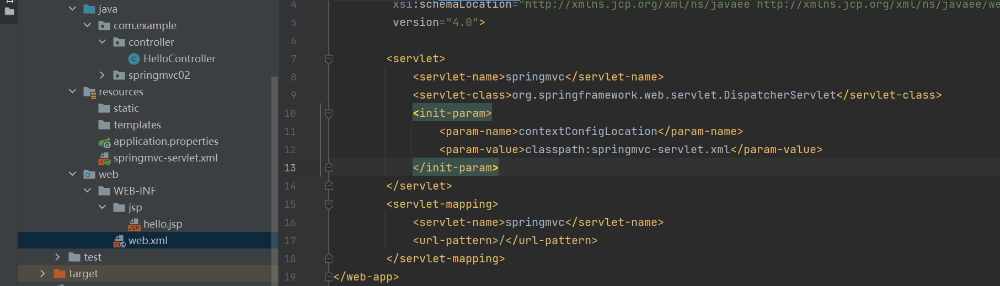 java
com.example
controller
HelloController
springmvc02
resources
static
templates
application.properties
springmvc-servlet.xml
web
WEB-INF
jsp
hello.jsp
web.xml
test
target
4 xsi:schemaLocation="http://xmlns.jcp.org/xml/ns/javaee http://xmlns.jcp.org/xml/ns/javaee/we
5 version="4.0">
6
7 <servlet>
8 <servlet-name>springmvc</servlet-name>
9 <servlet-class>org.springframework.web.servlet.DispatcherServlet</servlet-class>
10 <init-param>
11 <param-name>contextConfigLocation</param-name>
12 <param-value>classpath:springmvc-servlet.xml</param-value>
13 </init-param>
14 </servlet>
15 <servlet-mapping>
16 <servlet-name>springmvc</servlet-name>
17 <url-pattern>/</url-pattern>
18 </servlet-mapping>
19 </web-app>